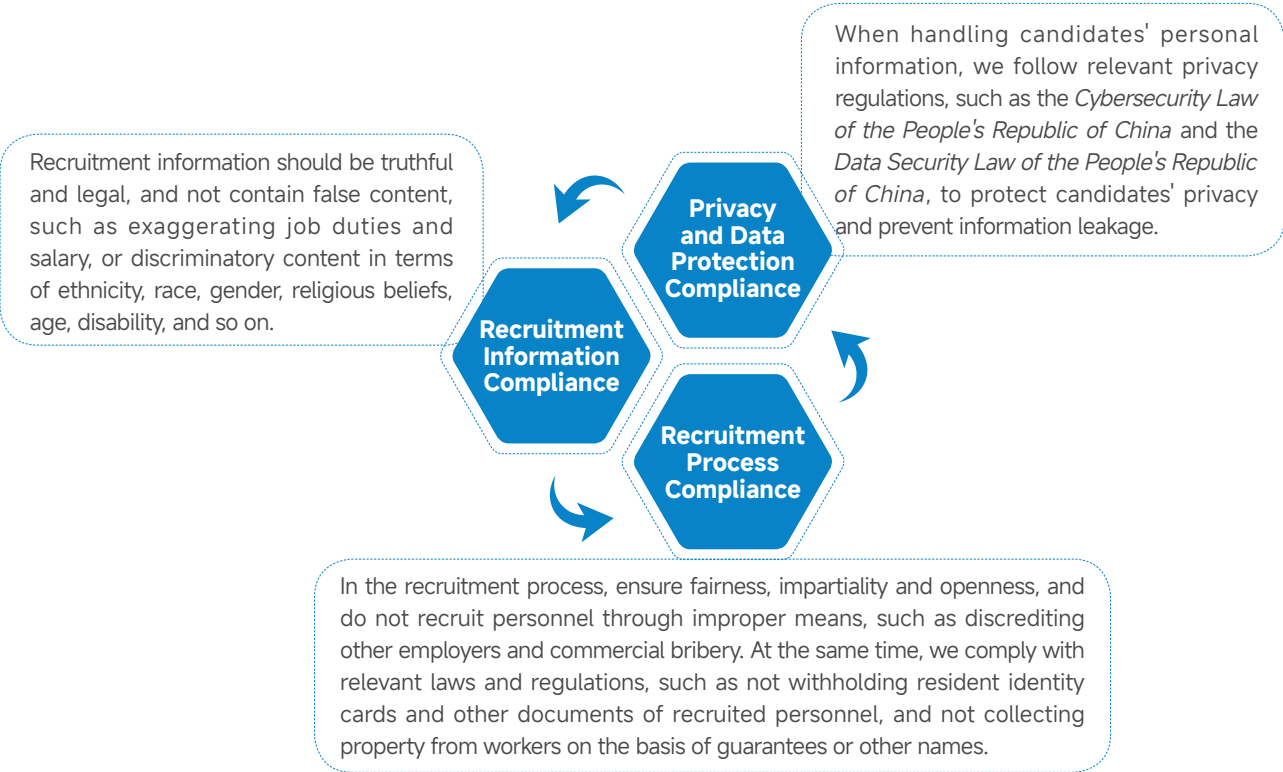 When handling candidates' personal
information, we follow relevant privacy
regulations, such as the Cybersecurity Law
of the People's Republic of China and the
Data Security Law of the People's Republic
of China, to protect candidates' privacy
and prevent information leakage.
Recruitment information should be truthful
and legal, and not contain false content,
such as exaggerating job duties and
salary, or discriminatory content in terms
of ethnicity, race, gender, religious beliefs,
age, disability, and so on.
Privacy
and Data
Protection
Compliance
Recruitment
Information
Compliance
Recruitment
Process
Compliance
In the recruitment process, ensure fairness, impartiality and openness, and
do not recruit personnel through improper means, such as discrediting
other employers and commercial bribery. At the same time, we comply with
relevant laws and regulations, such as not withholding resident identity
cards and other documents of recruited personnel, and not collecting
property from workers on the basis of guarantees or other names.